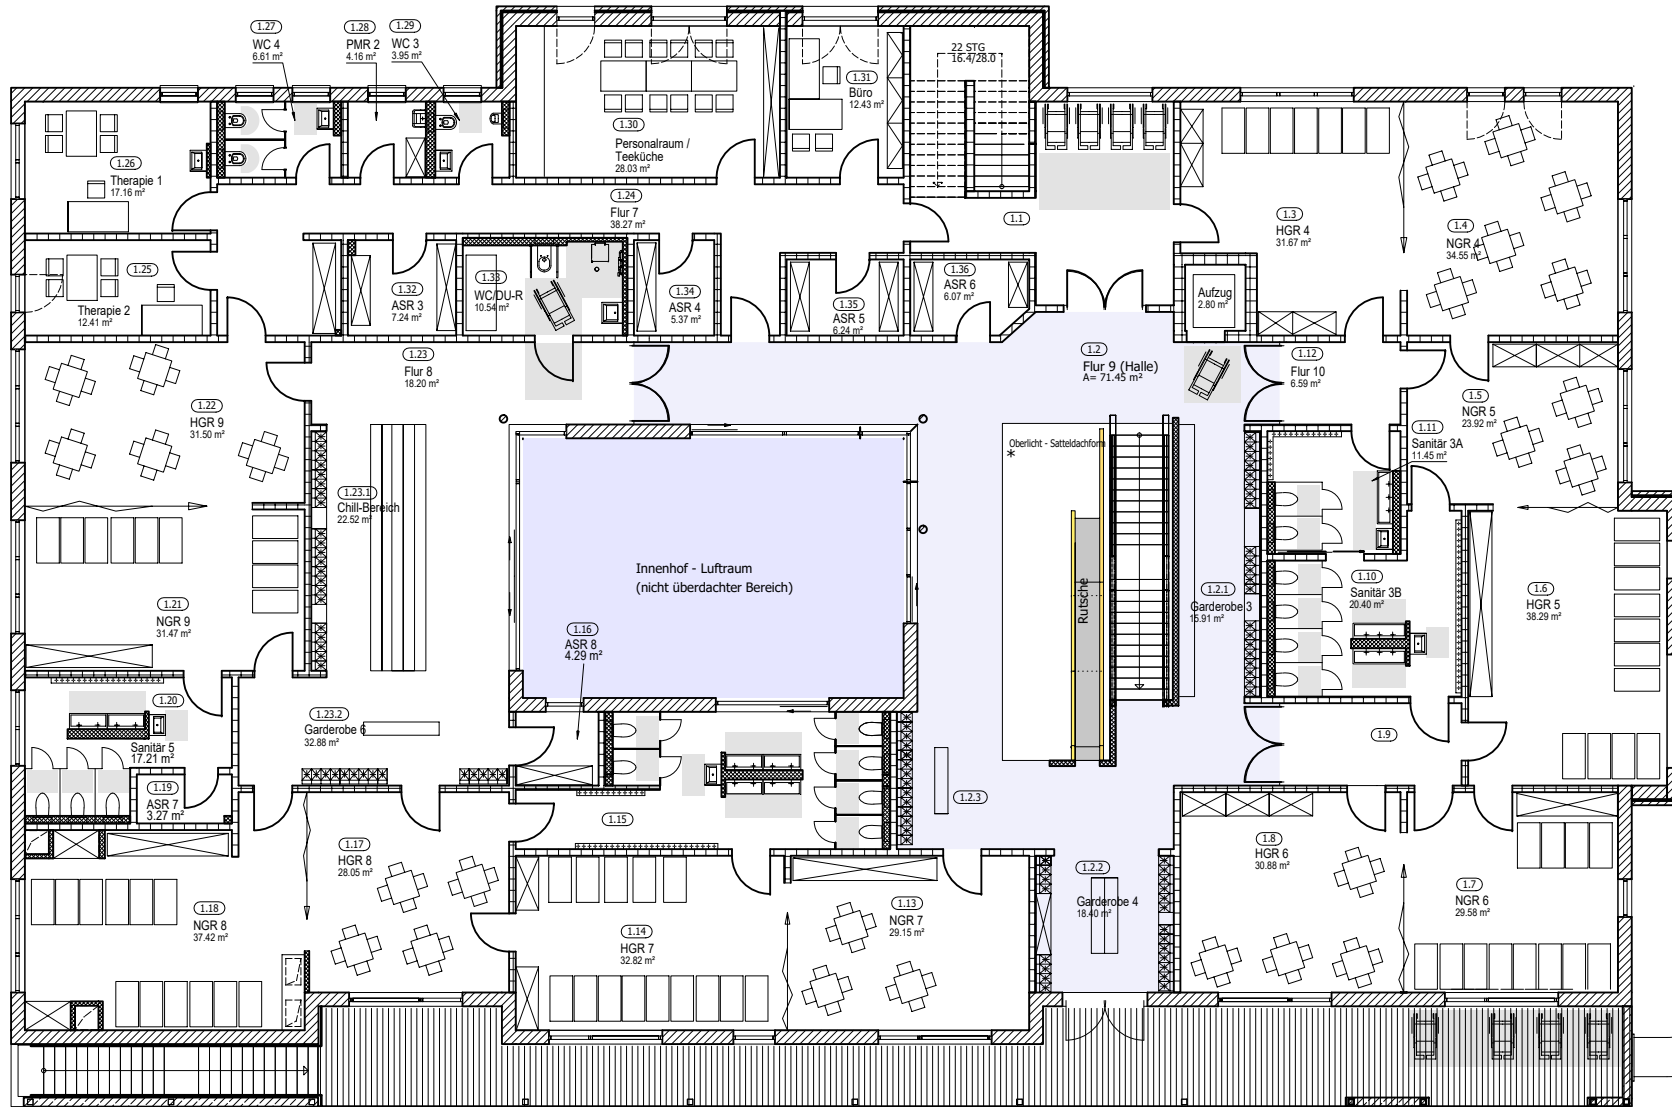 1.27
WC 4
6.61 m²
1.28
PMR 2
4.16 m²
1.29
WC 3
3.95 m²
22 STG
16.4/28.0
1.31
Büro
12.43 m²
1.30
Personalraum /
Teeküche
28.03 m²
1.26
Therapie 1
17.16 m²
1.24
Flur 7
38.27 m²
1.1
1.3
HGR 4
31.67 m²
1.4
NGR 4
34.55 m²
1.25
Therapie 2
12.41 m²
1.32
ASR 3
7.24 m²
1.33
WC/DU-R
10.54 m²
1.34
ASR 4
5.37 m²
1.35
ASR 5
6.24 m²
1.36
ASR 6
6.07 m²
Aufzug
2.80 m²
1.23
Flur 8
18.20 m²
1.2
Flur 9 (Halle)
A= 71.45 m²
1.12
Flur 10
6.59 m²
1.5
NGR 5
23.92 m²
1.22
HGR 9
31.50 m²
1.11
Sanitär 3A
11.45 m²
Oberlicht - Satteldachform
*
1.23.1
Chill-Bereich
22.52 m²
Innenhof - Luftraum
(nicht überdachter Bereich)
Rutsche
1.2.1
Garderobe 3
15.91 m²
1.10
Sanitär 3B
20.40 m²
1.6
HGR 5
38.29 m²
1.21
NGR 9
31.47 m²
1.16
ASR 8
4.29 m²
1.20
Sanitär 5
17.21 m²
1.23.2
Garderobe 6
32.88 m²
1.9
1.19
ASR 7
3.27 m²
1.2.3
1.15
1.17
HGR 8
28.05 m²
1.8
HGR 6
30.88 m²
1.2.2
Garderobe 4
18.40 m²
1.7
NGR 6
29.58 m²
1.18
NGR 8
37.42 m²
1.14
HGR 7
32.82 m²
1.13
NGR 7
29.15 m²